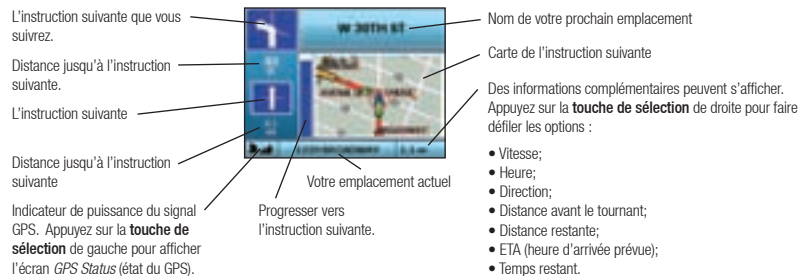 L'instruction suivante que vous
suivrez.
Distance jusqu'à l'instruction
suivante.
L'instruction suivante
Distance jusqu'à l'instruction
suivante
Indicateur de puissance du signal
GPS. Appuyez sur la touche de
sélection de gauche pour afficher
l'écran GPS Status (état du GPS).
W 30TH ST
BROADWAY
Votre emplacement actuel
Progresser vers
l'instruction suivante.
Nom de votre prochain emplacement
Carte de l'instruction suivante
Des informations complémentaires peuvent s'afficher.
Appuyez sur la touche de sélection de droite pour faire
défiler les options :
• Vitesse;
• Heure;
• Direction;
• Distance avant le tournant;
• Distance restante;
• ETA (heure d'arrivée prévue);
• Temps restant.